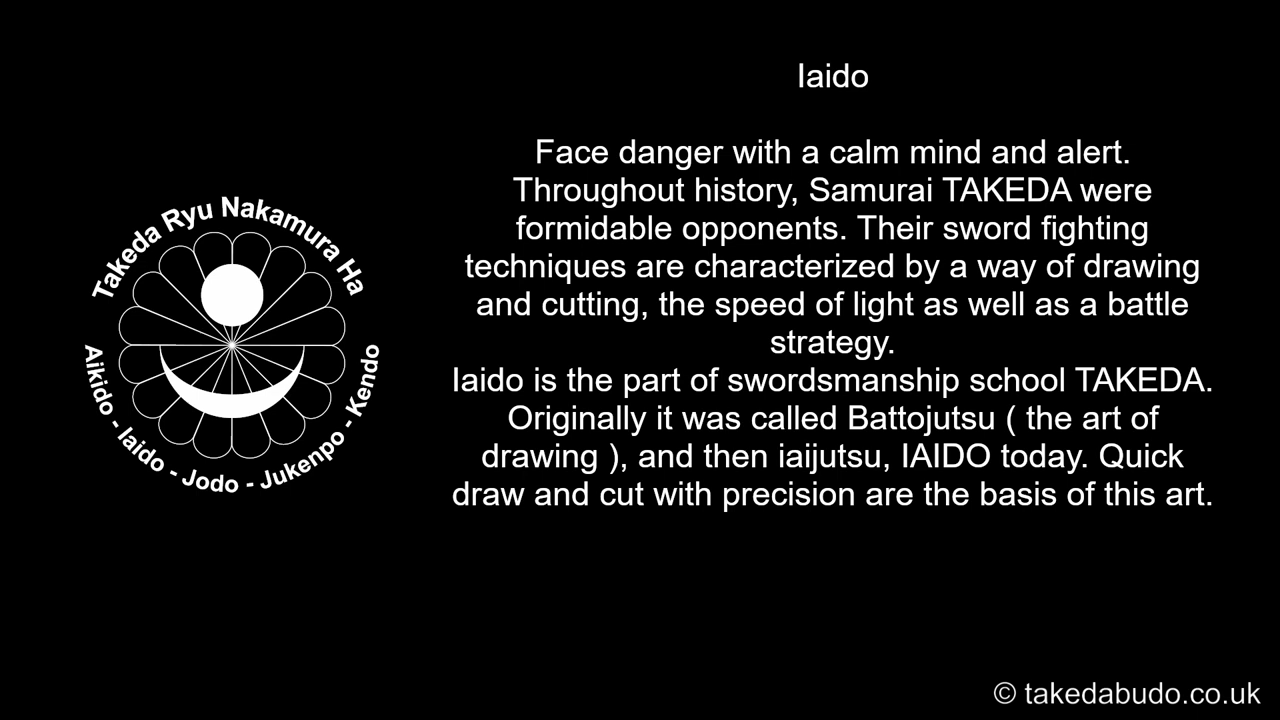 Iaido
Face danger with a calm mind and alert.
Throughout history, Samurai TAKEDA were
formidable opponents. Their sword fighting
techniques are characterized by a way of drawing
and cutting, the speed of light as well as a battle
strategy.
Iaido is the part of swordsmanship school TAKEDA.
Originally it was called Battojutsu ( the art of
drawing ), and then iaijutsu, IAIDO today. Quick
draw and cut with precision are the basis of this art.
Takeda Ryu Nakamura Ha
Aikido - Iaido - Jodo - Jukenpo - Kendo
© takedabudo.co.uk